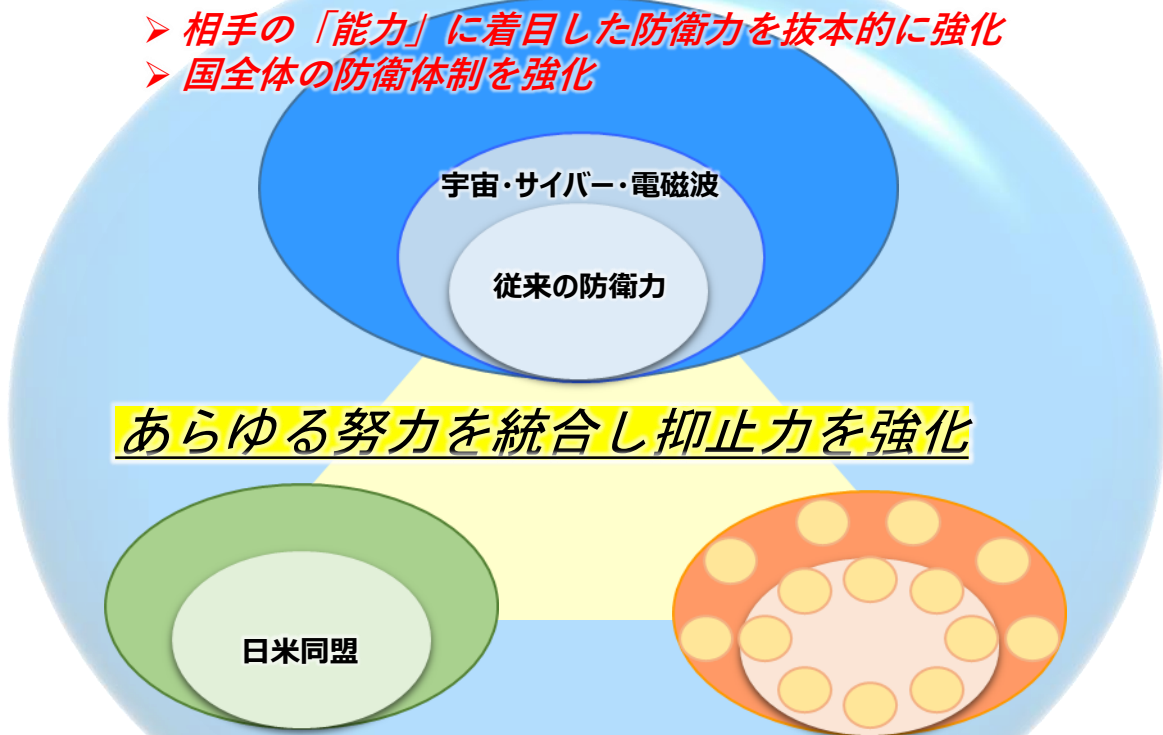 ➢ 相手の「能力」に着目した防衛力を抜本的に強化
➢ 国全体の防衛体制を強化
宇宙・サイバー・電磁波
従来の防衛力
あらゆる努力を統合し抑止力を強化
日米同盟